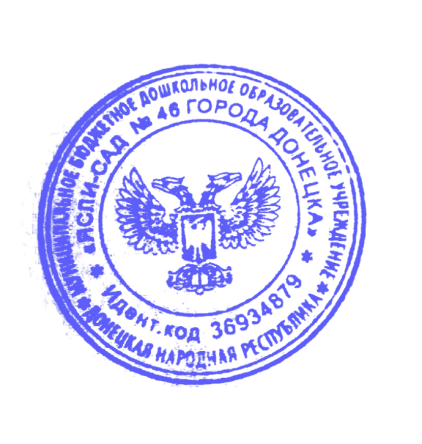 МУНИЦИПАЛЬНОЕ БЮДЖЕТНОЕ ДОШКОЛЬНОЕ ОБРАЗОВАТЕЛЬНОЕ УЧРЕЖДЕНИЕ
* ДОНЕЦКАЯ НАРОДНАЯ РЕСПУБЛИКА *
«ЯСЛИ-САД № 46 ГОРОДА ДОНЕЦКА»
* Идент.код 36934879 *